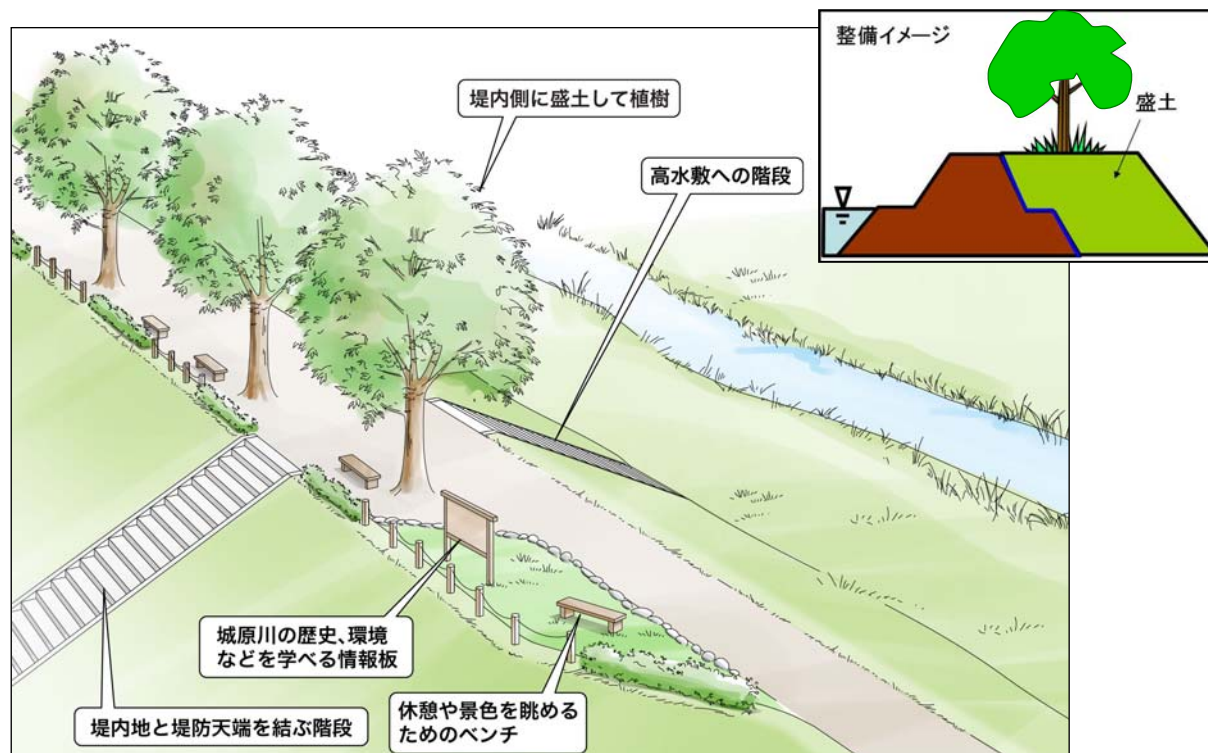 整備イメージ
盛土
堤内側に盛土して植樹
高水敷への階段
城原川の歴史、環境
などを学べる情報板
休憩や景色を眺める
ためのベンチ
堤内地と堤防天端を結ぶ階段